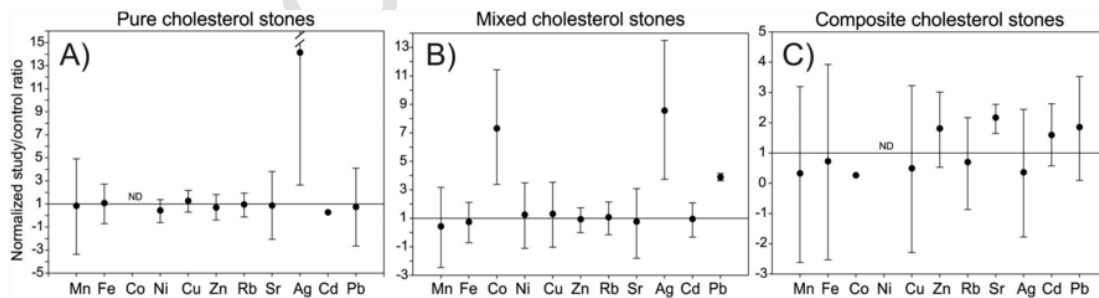 Pure cholesterol stones
Mixed cholesterol stones
Composite cholesterol stones
Normalized study/control ratio
A)
15
13
11
9
7
5
3
1
-1
-3
-5
ND
Mn Fe Co Ni Cu Zn Rb Sr Ag Cd Pb
B)
13
11
9
7
5
3
1
-1
-3
Mn Fe Co Ni Cu Zn Rb Sr Ag Cd Pb
C)
5
4
3
2
1
0
-1
-2
-3
ND
Mn Fe Co Ni Cu Zn Rb Sr Ag Cd Pb